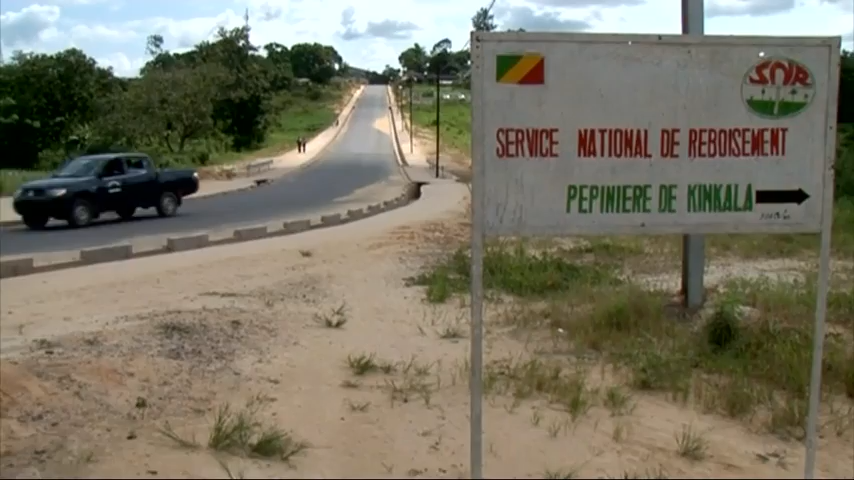 SNR
SERVICE NATIONAL DE REBOISEMENT
PEPINIERE DE KINKALA